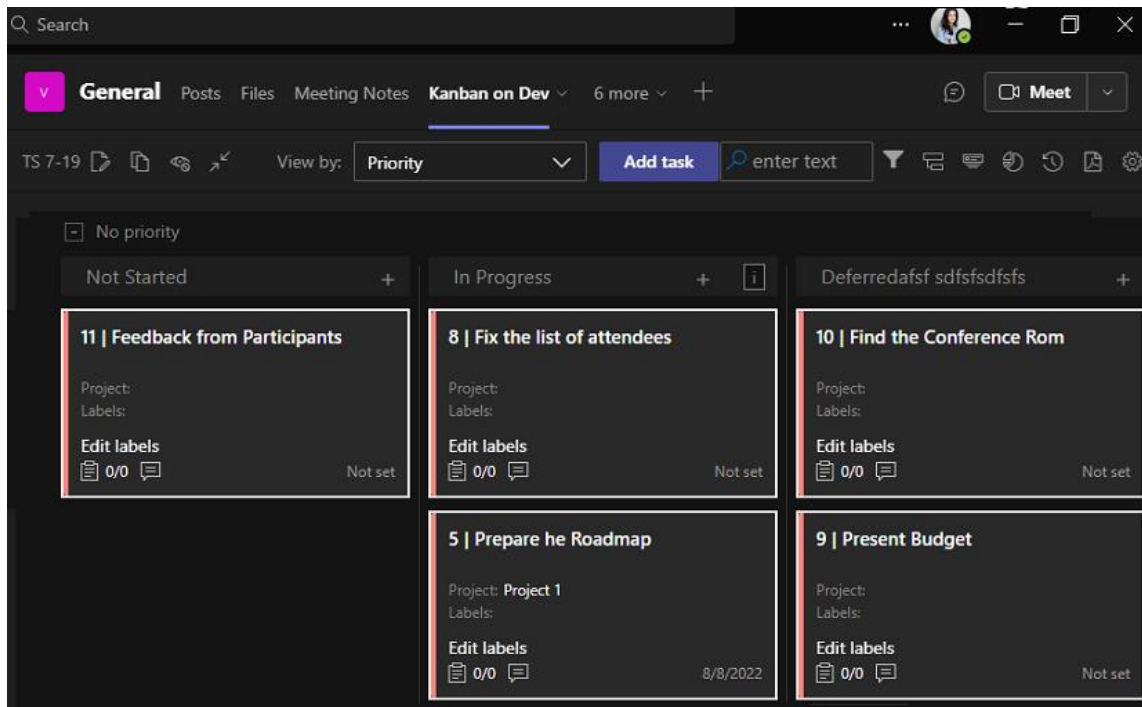 Search
...
V General Posts Files Meeting Notes Kanban on Dev 6 more + Meet
TS 7-19 View by: Priority Add task enter text
No priority
Not Started + In Progress + i Deferredafsf sdfsfsdfsfs +
11 | Feedback from Participants
Project:
Labels:
Edit labels
0/0 Not set
8 | Fix the list of attendees
Project:
Labels:
Edit labels
0/0 Not set
5 | Prepare he Roadmap
Project: Project 1
Labels:
Edit labels
0/0 8/8/2022
10 | Find the Conference Rom
Project:
Labels:
Edit labels
0/0 Not set
9 | Present Budget
Project:
Labels:
Edit labels
0/0 Not set